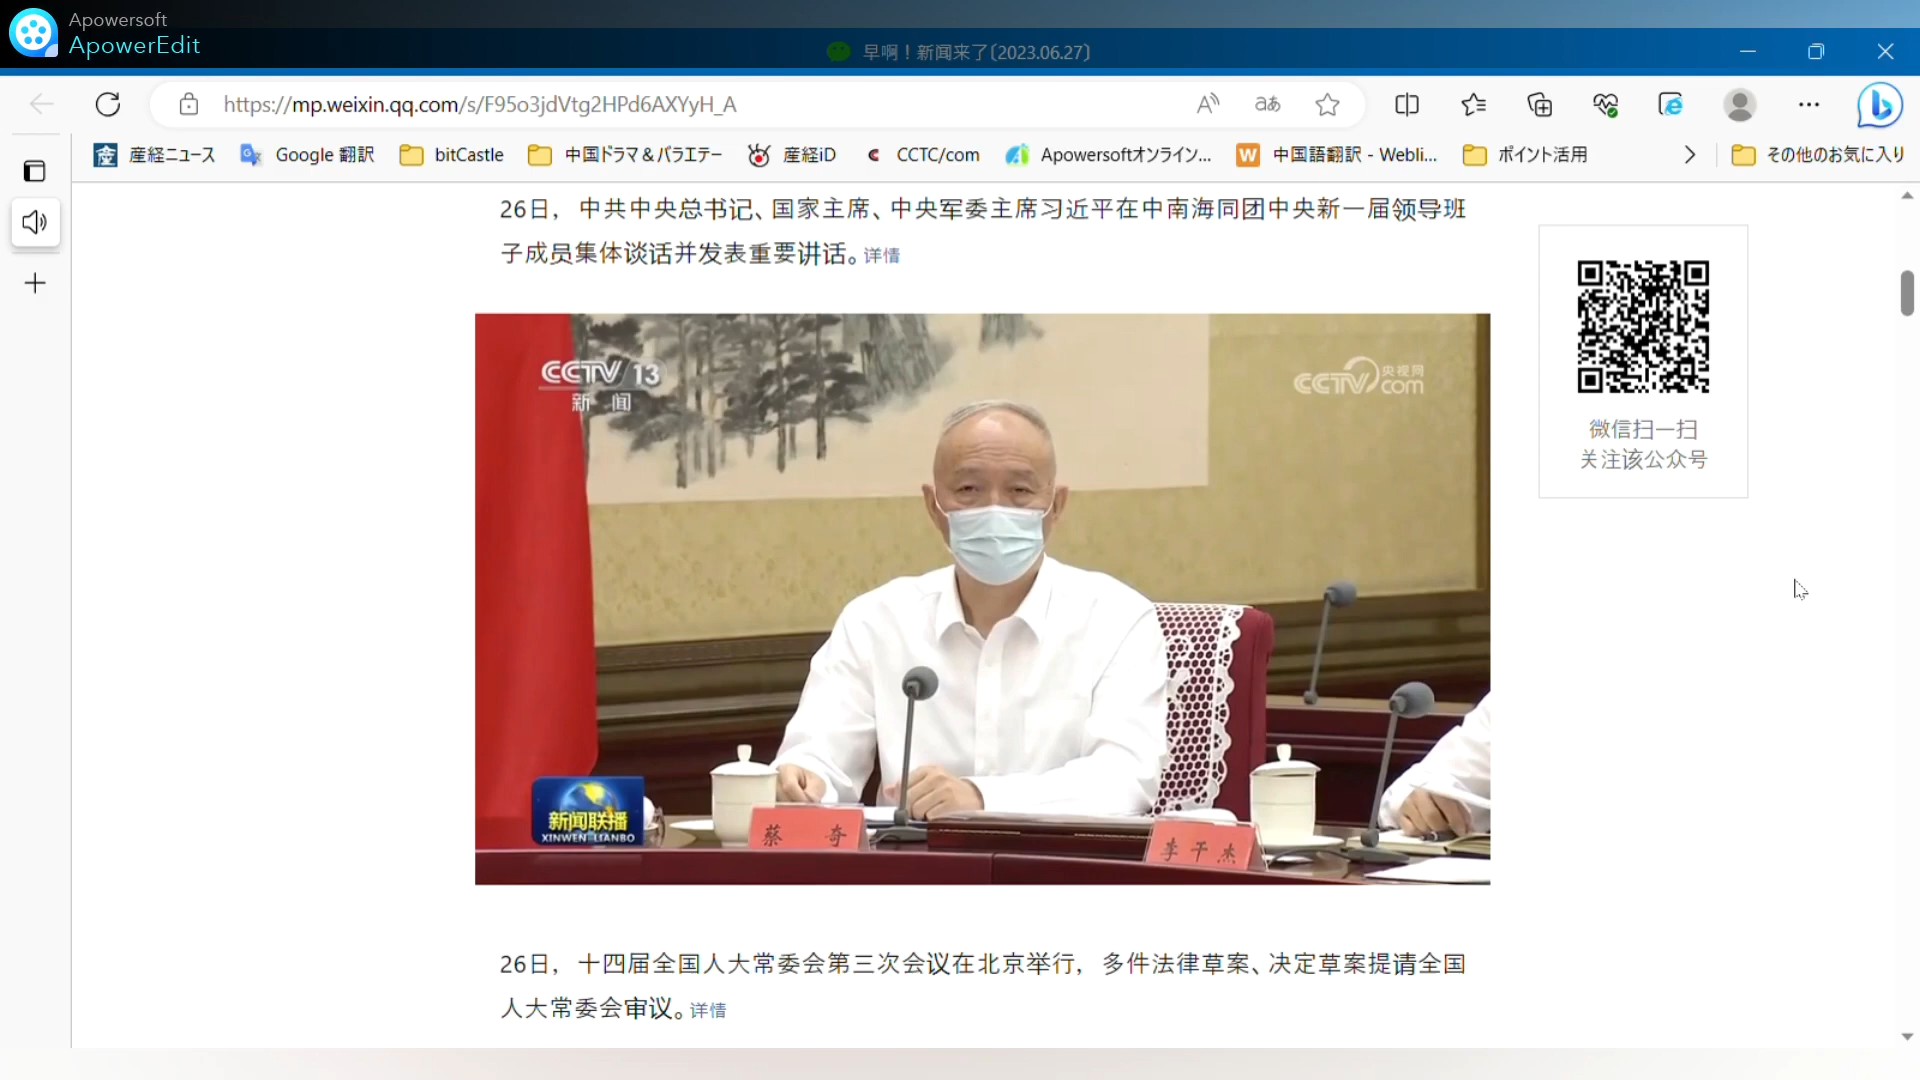 Apowersoft
ApowerEdit
早啊！新闻来了〔2023.06.27〕
https://mp.weixin.qq.com/s/F95o3jdVtg2HPd6AXYyH_A
産経ニュース
Google 翻訳
bitCastle
中国ドラマ&バラエテー
産経iD
CCTC/com
Apowersoftオンライン...
中国語翻訳 - Webli...
ポイント活用
その他のお気に入り
26日，中共中央总书记、国家主席、中央军委主席习近平在中南海同团中央新一届领导班
子成员集体谈话并发表重要讲话。详情
CCTV 13
新 闻
央视网
CCTV com
新闻联播
XINWEN LIANBO
蔡 奇
李干杰
微信扫一扫
关注该公众号
26日，十四届全国人大常委会第三次会议在北京举行，多件法律草案、决定草案提请全国
人大常委会审议。详情